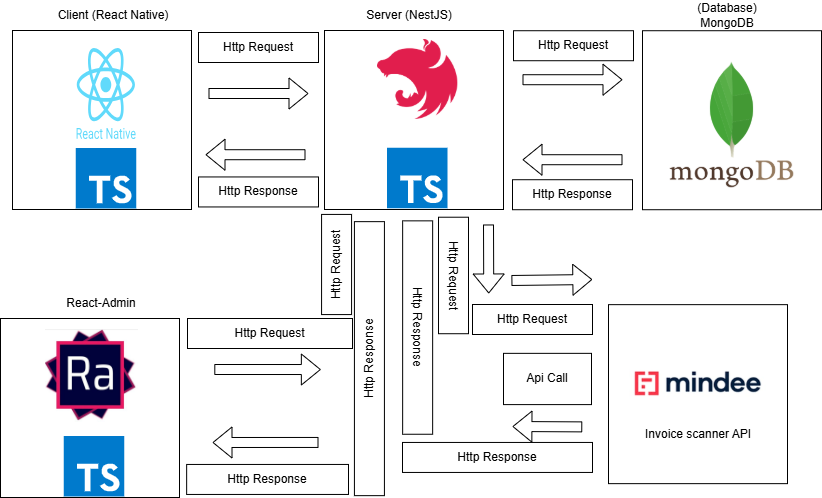 Client (React Native)
Server (NestJS)
(Database)
MongoDB
Http Request
Http Request
React Native
TS
TS
mongoDB
Http Response
Http Response
Http Request
Http Response
Http Response
Http Request
React-Admin
Http Request
Http Request
Ra
Api Call
mindee
Invoice scanner API
TS
Http Response
Http Response